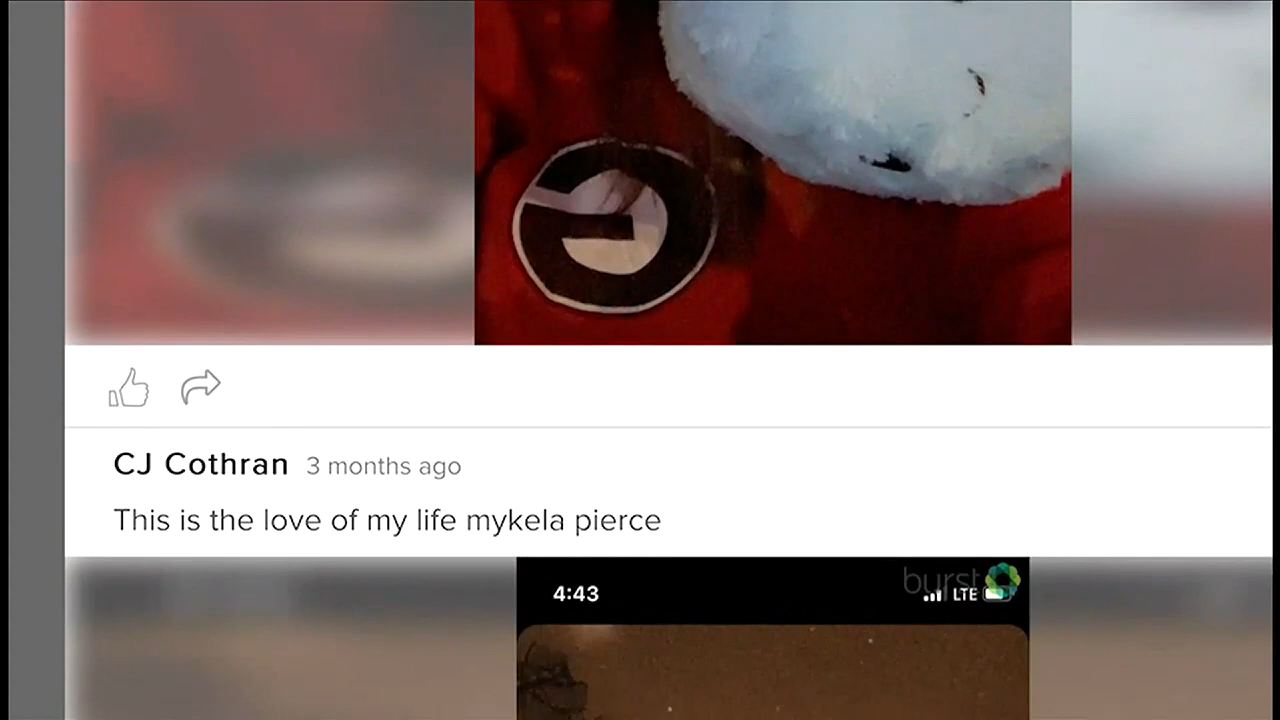 CJ Cothran 3 months ago
This is the love of my life mykela pierce
burst
4:43 LTE